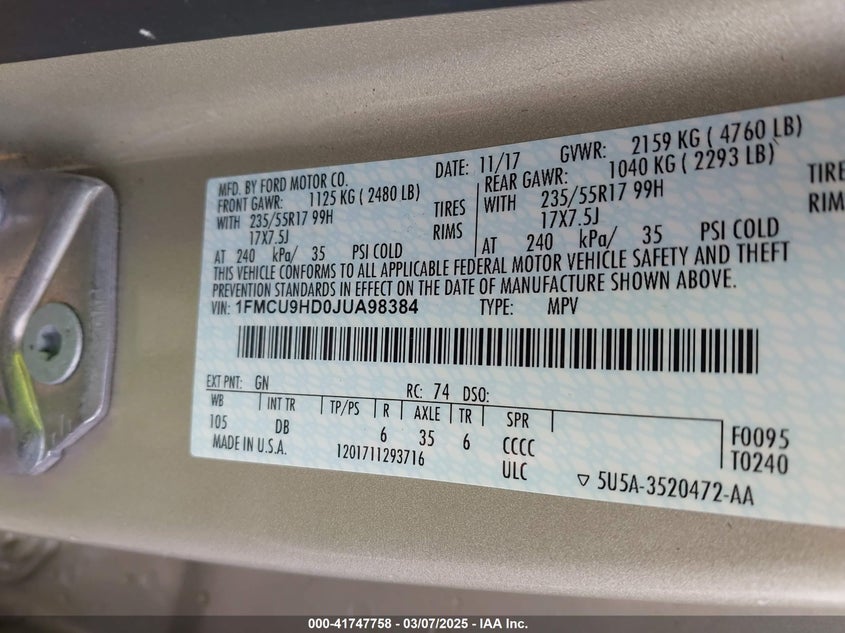 MFD. BY FORD MOTOR CO. DATE: 11/17 GVWR: 2159 KG ( 4760 LB)
FRONT GAWR: 1125 KG ( 2480 LB) REAR GAWR: 1040 KG ( 2293 LB)
WITH 235/55R17 99H TIRES WITH 235/55R17 99H TIRE
17X7.5J RIMS 17X7.5J RIM
AT 240 kPa/ 35 PSI COLD AT 240 kPa/ 35 PSI COLD
THIS VEHICLE CONFORMS TO ALL APPLICABLE FEDERAL MOTOR VEHICLE SAFETY AND THEFT
PREVENTION STANDARDS IN EFFECT ON THE DATE OF MANUFACTURE SHOWN ABOVE.
VIN: 1FMCU9HD0JUA98384 TYPE: MPV
EXT PNT: GN RC: 74 DSO:
WB INT TR TP/PS R AXLE TR SPR
105 DB 6 35 6 CCCC F0095
MADE IN U.S.A. 1201711293716 ULC T0240
5U5A-3520472-AA
000-41747758 - 03/07/2025 - IAA Inc.